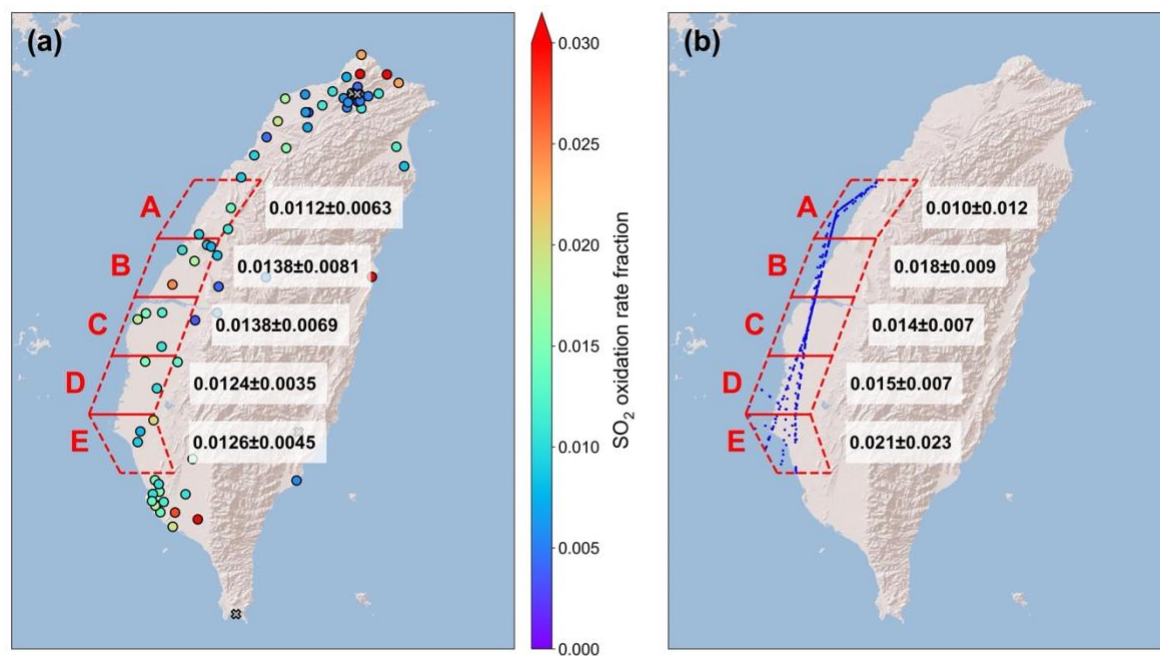 (a)
A
B
C
D
E
0.0112±0.0063
0.0138±0.0081
0.0138±0.0069
0.0124±0.0035
0.0126±0.0045
0.030
0.025
0.020
0.015
0.010
0.005
0.000
SO₂ oxidation rate fraction
(b)
A
B
C
D
E
0.010±0.012
0.018±0.009
0.014±0.007
0.015±0.007
0.021±0.023